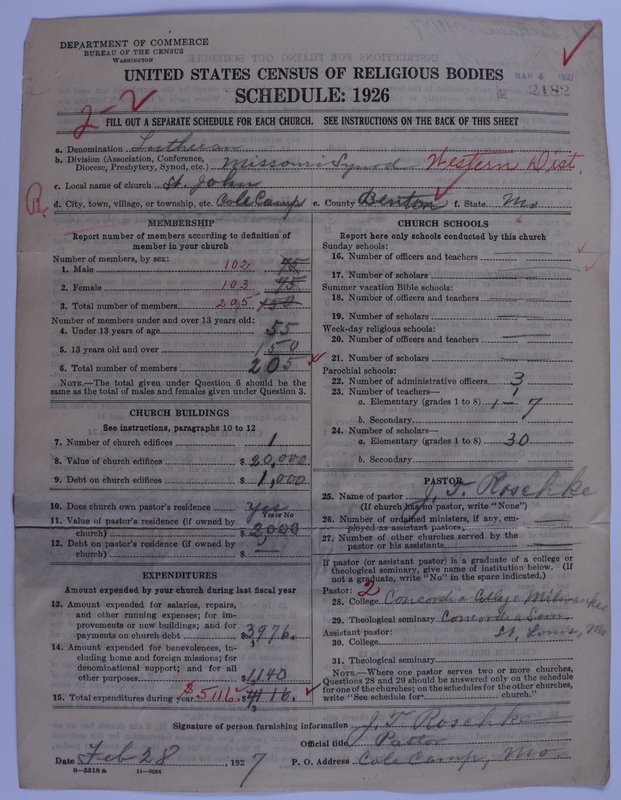 DEPARTMENT OF COMMERCE
BUREAU OF THE CENSUS
WASHINGTON
UNITED STATES CENSUS OF RELIGIOUS BODIES
SCHEDULE: 1926
MAR 4
2182
2-2
FILL OUT A SEPARATE SCHEDULE FOR EACH CHURCH. SEE INSTRUCTIONS ON THE BACK OF THIS SHEET
a. Denomination Lutheran
b. Division (Association, Conference, Diocese, Presbytery, Synod, etc.) Missouri Synod Western Dist.
c. Local name of church St. John
d. City, town, village, or township, etc. Cole Camp e. County Benton f. State Mo
MEMBERSHIP
Report number of members according to definition of
member in your church
Number of members, by sex:
1. Male 102 75
2. Female 103 75
3. Total number of members 205 150
Number of members under and over 13 years old:
4. Under 13 years of age 55
5. 13 years old and over 150
6. Total number of members 205
NOTE.—The total given under Question 6 should be the
same as the total of males and females given under Question 3.
CHURCH BUILDINGS
See instructions, paragraphs 10 to 12
7. Number of church edifices 1
8. Value of church edifices $ 20,000
9. Debt on church edifices $ 1,000
10. Does church own pastor's residence yes
Yes or No
11. Value of pastor's residence (if owned by
church) $ 2000
12. Debt on pastor's residence (if owned by
church) $ —
EXPENDITURES
Amount expended by your church during last fiscal year
13. Amount expended for salaries, repairs,
and other running expenses; for im-
provements or new buildings; and for
payments on church debt $ 3976.
14. Amount expended for benevolences, in-
cluding home and foreign missions; for
denominational support; and for all
other purposes $ 1140
15. Total expenditures during year $5116
CHURCH SCHOOLS
Report here only schools conducted by this church
Sunday schools:
16. Number of officers and teachers
17. Number of scholars
Summer vacation Bible schools:
18. Number of officers and teachers
19. Number of scholars
Week-day religious schools:
20. Number of officers and teachers
21. Number of scholars
Parochial schools:
22. Number of administrative officers 3
23. Number of teachers— 1
a. Elementary (grades 1 to 8) 1 - 7
b. Secondary
24. Number of scholars—
a. Elementary (grades 1 to 8) 30
b. Secondary
PASTOR
25. Name of pastor J. T. Roschke
(If church has no pastor, write "None")
26. Number of ordained ministers, if any, em-
ployed as assistant pastors
27. Number of other churches served by the
pastor or his assistants
If pastor (or assistant pastor) is a graduate of a college or
theological seminary, give name of institution below. (If
not a graduate, write "No" in the space indicated.)
Pastor: 2
28. College Concordia College Milwaukee
29. Theological seminary Concordia Sem.
Assistant pastor: St. Louis, Mo
30. College
31. Theological seminary
NOTE.—Where one pastor serves two or more churches,
Questions 28 and 29 should be answered only on the schedule
for one of the churches; on the schedules for the other churches,
write "See schedule for church."
Signature of person furnishing information J. T. Roschke
Official title Pastor
Date Feb 28, 1927 P. O. Address Cole Camp, Mo.
8—5518a 11—9034